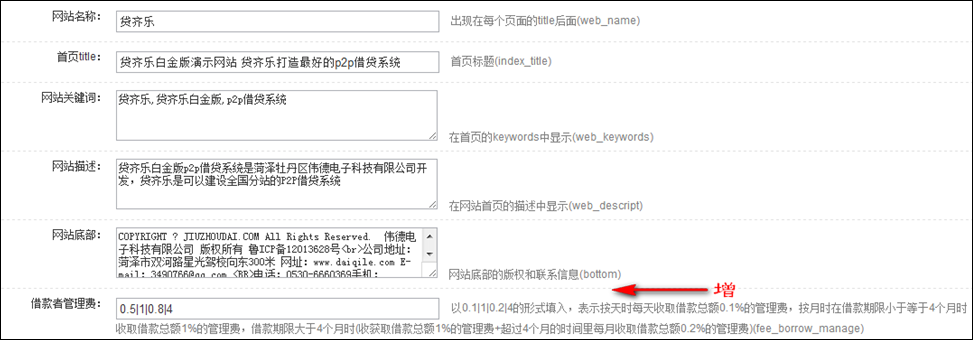 网站名称： 贷齐乐 出现在每个页面的title后面(web_name)
首页title： 贷齐乐白金版演示网站 贷齐乐打造最好的p2p借贷系统 首页标题(index_title)
网站关键词： 贷齐乐,贷齐乐白金版,p2p借贷系统
在首页的keywords中显示(web_keywords)
网站描述： 贷齐乐白金版p2p借贷系统是菏泽牡丹区伟德电子科技有限公司开
发，贷齐乐是可以建设全国分站的P2P借贷系统
在网站首页的描述中显示(web_descript)
网站底部： COPYRIGHT ? JIUZHOUDAI.COM All Rights Reserved. 伟德电
子科技有限公司 版权所有 鲁ICP备12013628号<br>公司地址：
菏泽市双河路星光驾校向东300米 网址: www.daiqile.com E-
mail: 3490766@qq.com <BR>电话: 0530-6660369手机:
网站底部的版权和联系信息(bottom)
增
借款者管理费： 0.5|1|0.8|4 以0.1|1|0.2|4的形式填入，表示按天时每天收取借款总额0.1%的管理费，按月时在借款期限小于等于4个月时
收取借款总额1%的管理费，借款期限大于4个月时(收获取借款总额1%的管理费+超过4个月的时间里每月收取借款总额0.2%的管理费)(fee_borrow_manage)